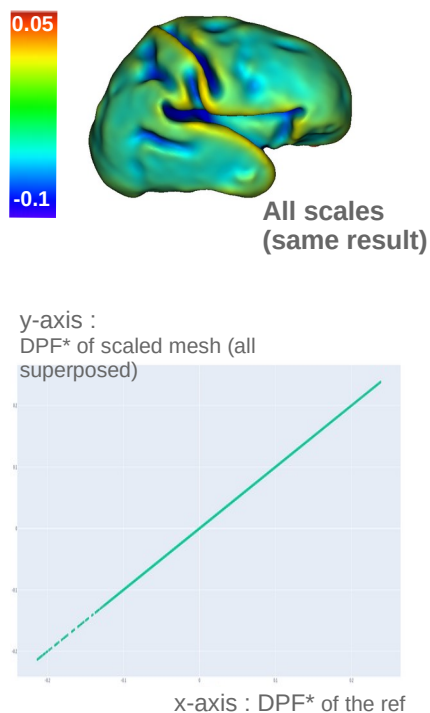 0.05
-0.1
All scales
(same result)
y-axis :
DPF* of scaled mesh (all
superposed)
x-axis : DPF* of the ref